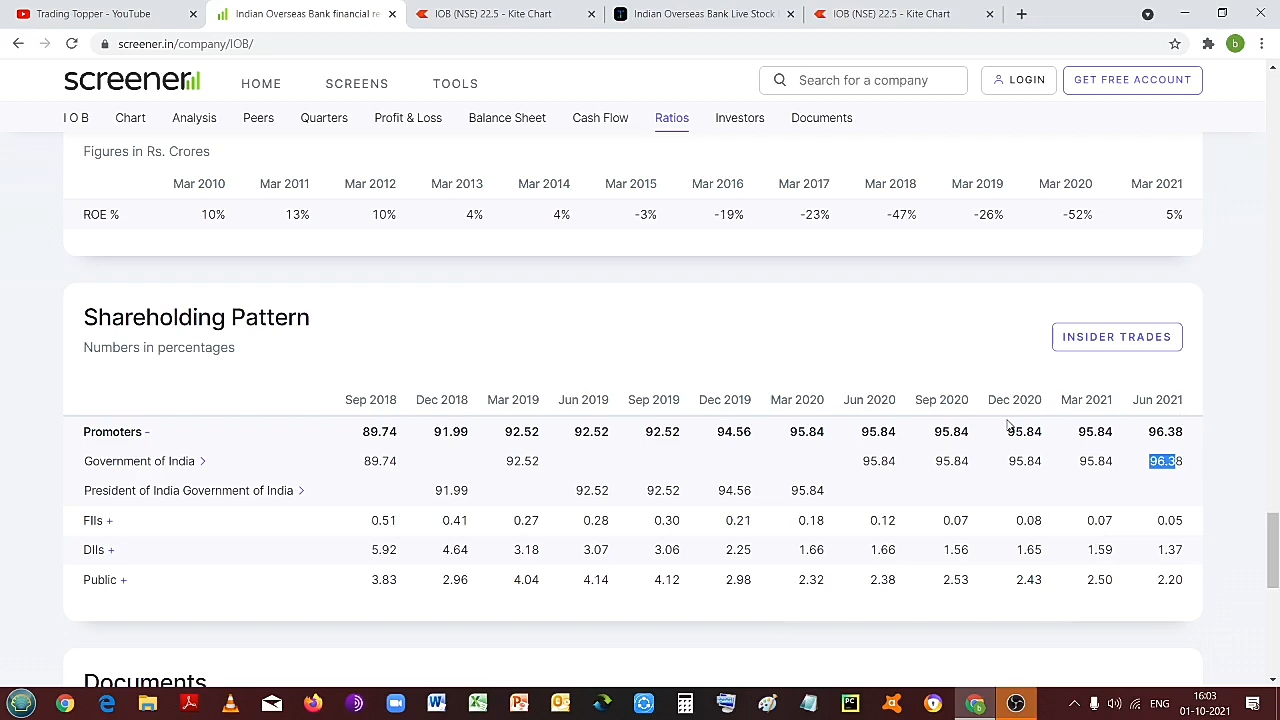 Trading Topper - YouTube
Indian Overseas Bank financial re
IOB (NSE) 22.5 - Kite Chart
Indian Overseas Bank Live Stock
IOB (NSE) 22.5 - Kite Chart
screener.in/company/IOB/
b
screener
HOME SCREENS TOOLS
Search for a company
LOGIN
GET FREE ACCOUNT
I O B Chart Analysis Peers Quarters Profit & Loss Balance Sheet Cash Flow Ratios Investors Documents
Figures in Rs. Crores
Mar 2010 Mar 2011 Mar 2012 Mar 2013 Mar 2014 Mar 2015 Mar 2016 Mar 2017 Mar 2018 Mar 2019 Mar 2020 Mar 2021
ROE % 10% 13% 10% 4% 4% -3% -19% -23% -47% -26% -52% 5%
Shareholding Pattern
Numbers in percentages
INSIDER TRADES
Sep 2018 Dec 2018 Mar 2019 Jun 2019 Sep 2019 Dec 2019 Mar 2020 Jun 2020 Sep 2020 Dec 2020 Mar 2021 Jun 2021
Promoters - 89.74 91.99 92.52 92.52 92.52 94.56 95.84 95.84 95.84 95.84 95.84 96.38
Government of India > 89.74 92.52 95.84 95.84 95.84 95.84 96.38
President of India Government of India > 91.99 92.52 92.52 94.56 95.84
FIIs + 0.51 0.41 0.27 0.28 0.30 0.21 0.18 0.12 0.07 0.08 0.07 0.05
DIIs + 5.92 4.64 3.18 3.07 3.06 2.25 1.66 1.66 1.56 1.65 1.59 1.37
Public + 3.83 2.96 4.04 4.14 4.12 2.98 2.32 2.38 2.53 2.43 2.50 2.20
Documents
ENG
16:03
01-10-2021